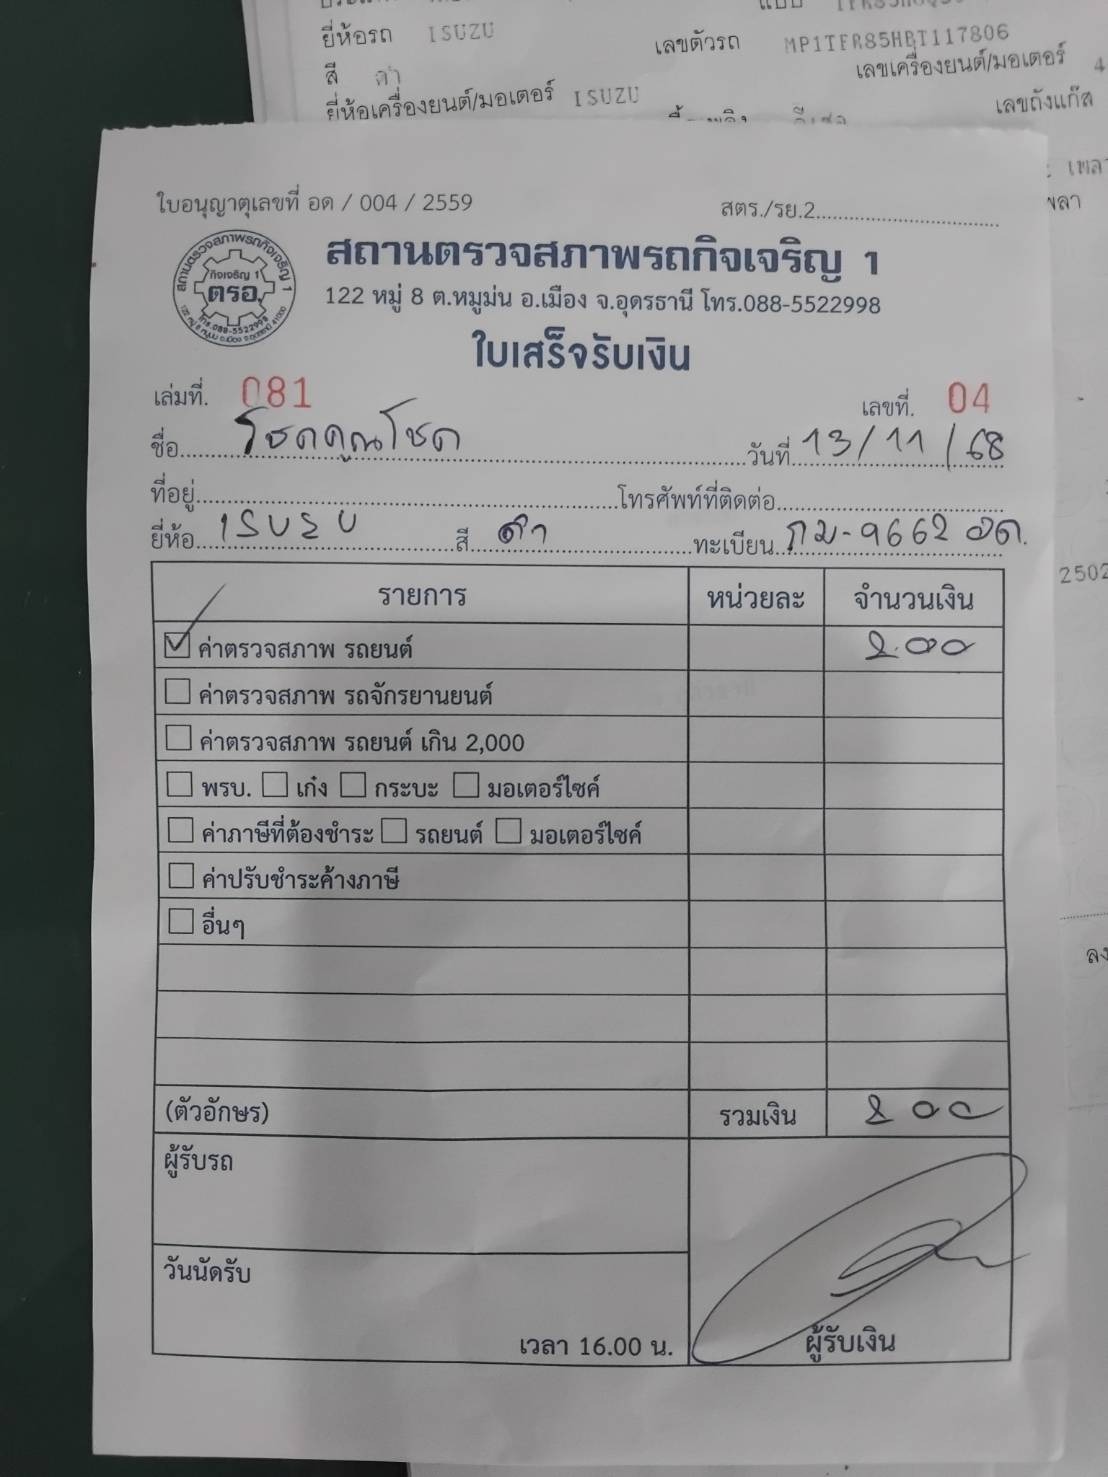 ยี่ห้อรถ ISUZU เลขตัวรถ MP1TFR85HBT117806
สี ดำ เลขเครื่องยนต์/มอเตอร์ 4
ยี่ห้อเครื่องยนต์/มอเตอร์ ISUZU เลขถังแก๊ส
ใบอนุญาตเลขที่ อด / 004 / 2559 สตร./รย.2
สถานตรวจสภาพรถกิจเจริญ 1
กิจเจริญ 1
ตรอ.
122 หมู่ 8 ต.หมูม่น อ.เมือง จ.อุดรธานี โทร.088-5522998
ใบเสร็จรับเงิน
เล่มที่. 081 เลขที่. 04
ชื่อ โชคคูณโชค วันที่ 13/11/68
ที่อยู่ โทรศัพท์ที่ติดต่อ
ยี่ห้อ ISUZU สี ดำ ทะเบียน กม-9662 อด.
รายการ หน่วยละ จำนวนเงิน
ค่าตรวจสภาพ รถยนต์ 200
ค่าตรวจสภาพ รถจักรยานยนต์
ค่าตรวจสภาพ รถยนต์ เกิน 2,000
พรบ. เก๋ง กระบะ มอเตอร์ไซค์
ค่าภาษีที่ต้องชำระ รถยนต์ มอเตอร์ไซค์
ค่าปรับชำระค้างภาษี
อื่นๆ
(ตัวอักษร) รวมเงิน 200
ผู้รับรถ
วันนัดรับ
เวลา 16.00 น. ผู้รับเงิน
2502